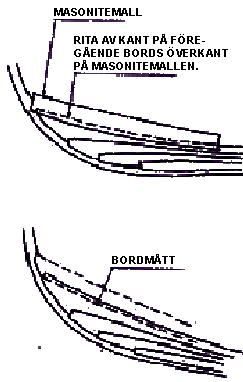 MASONITEMALL
RITA AV KANT PÅ FÖRE-
GÅENDE BORDS ÖVERKANT
PÅ MASONITEMALLEN.
BORDMÅTT